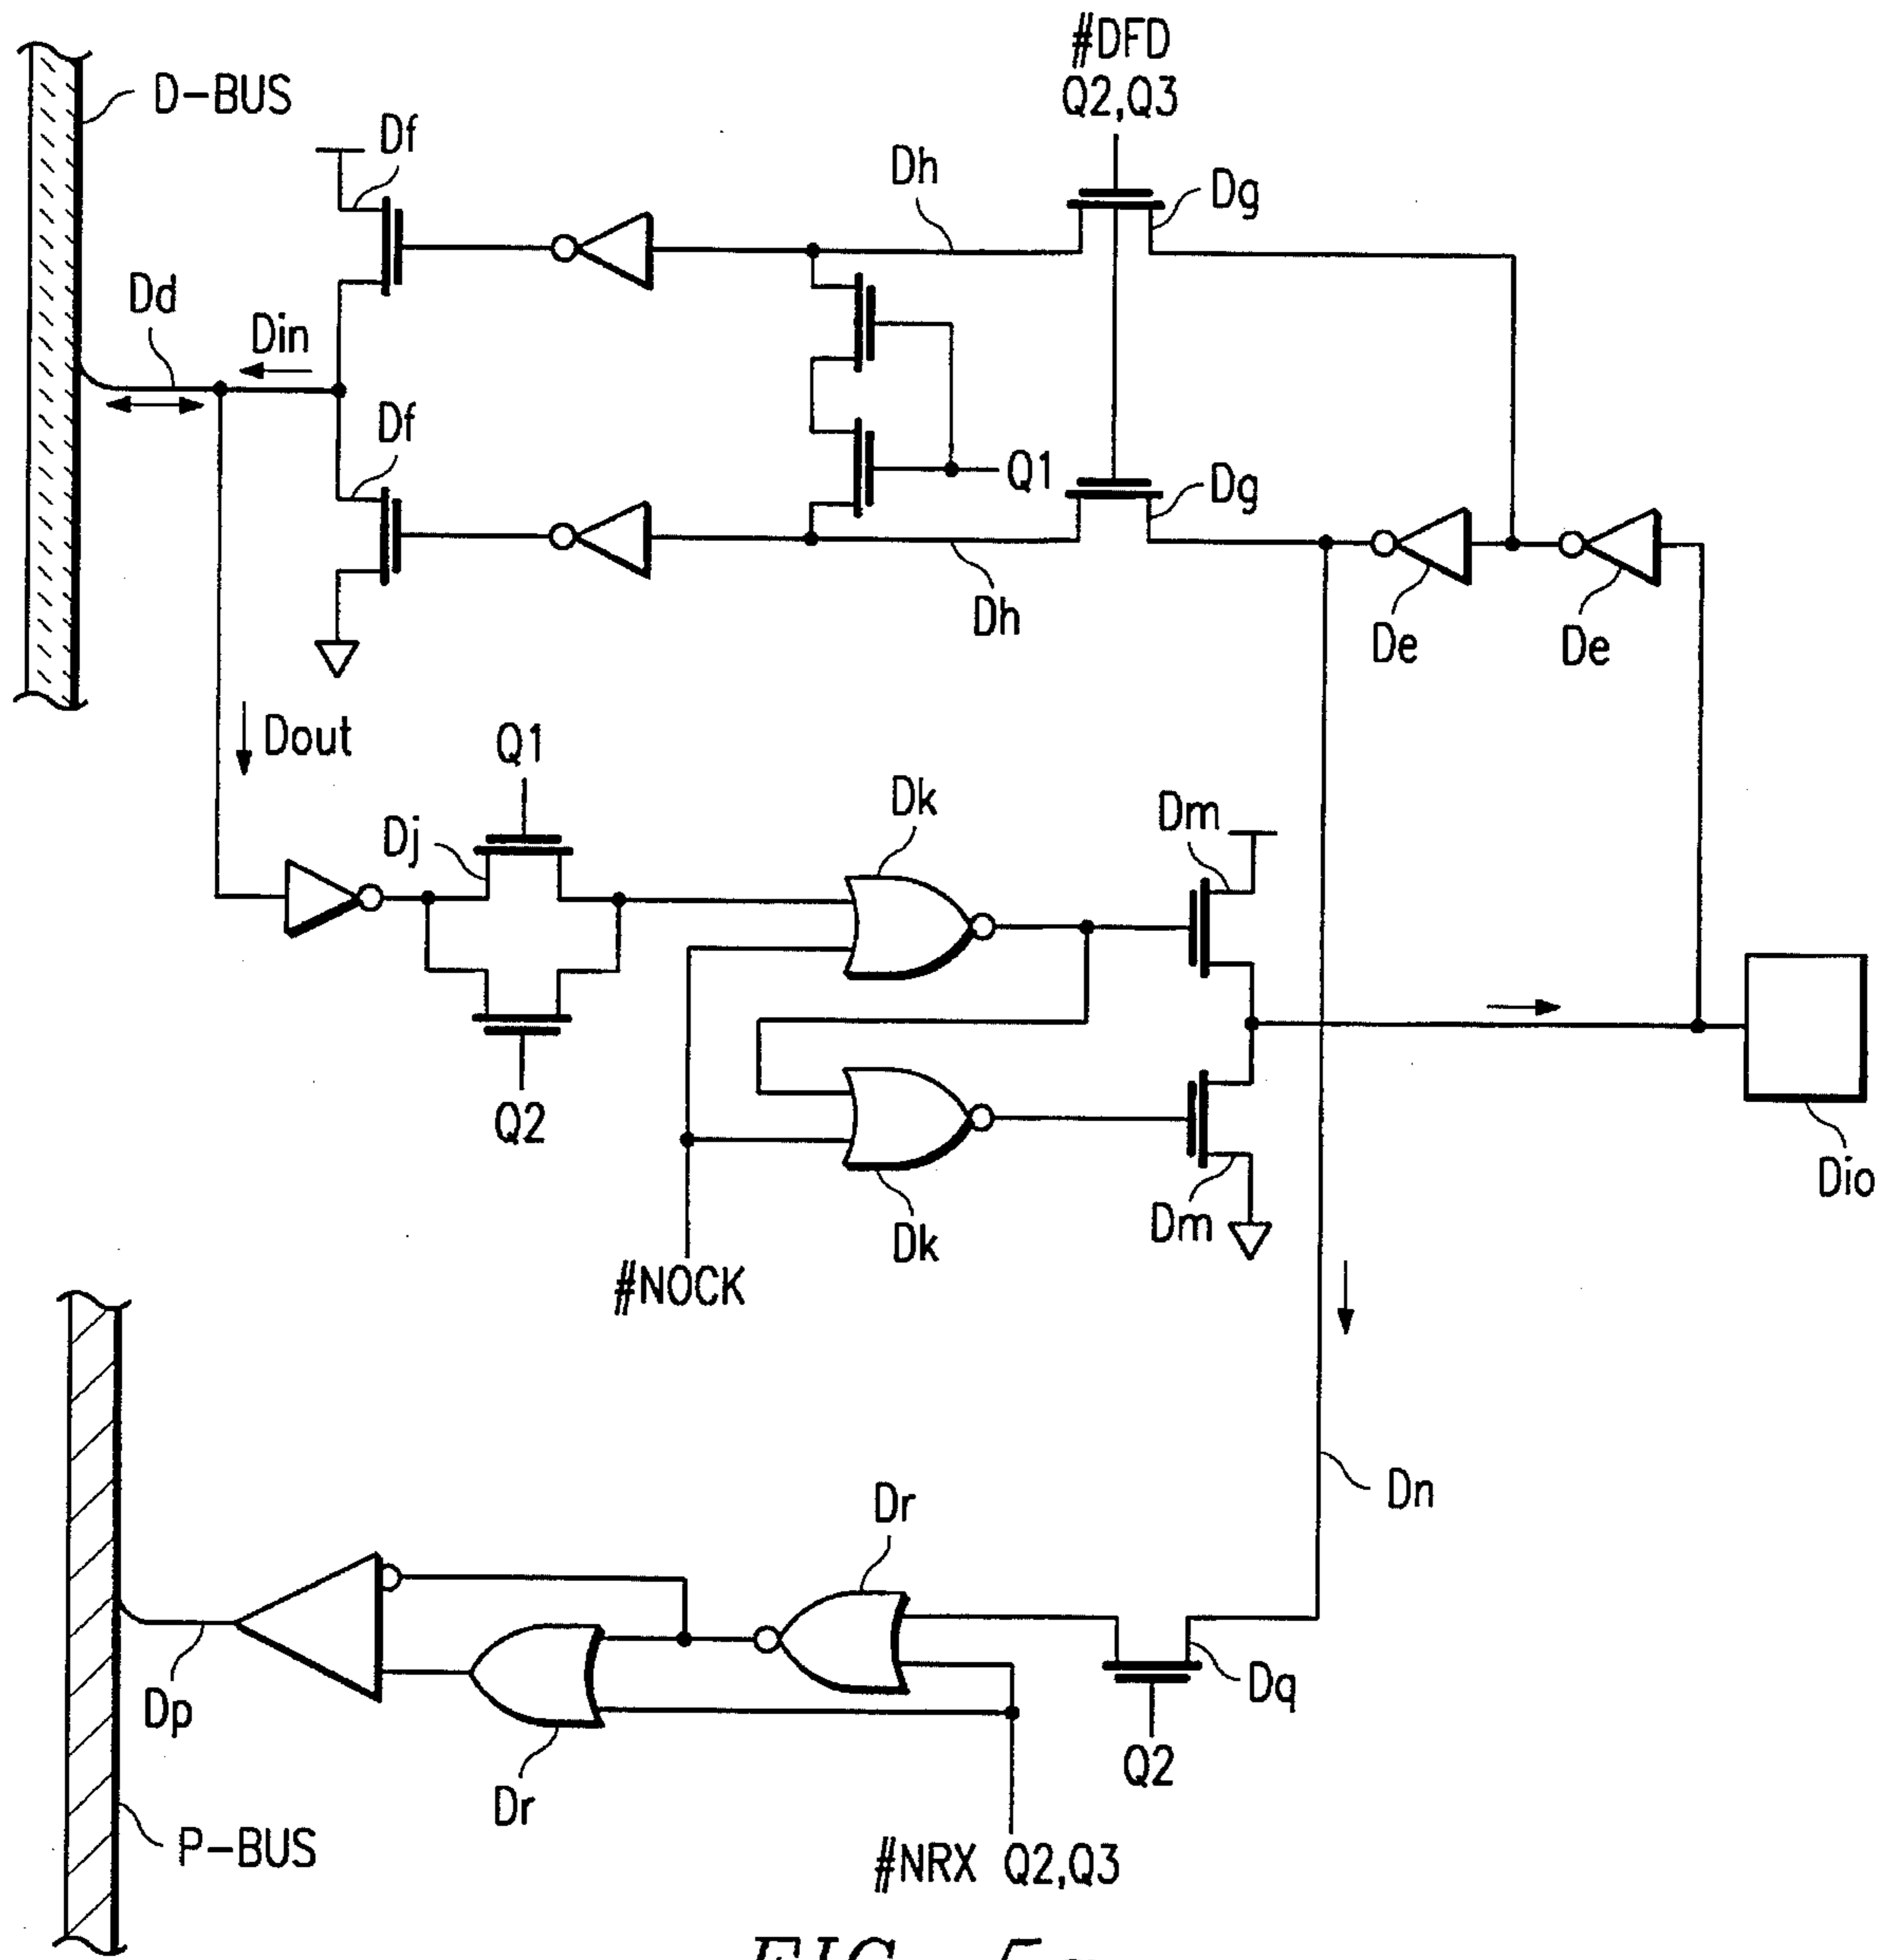 #DFD
Q2,Q3
D-BUS
Df
Dh
Dg
Dd
Din
Df
Q1
Dg
Dh
De
De
Dout
Q1
Dj
Dk
Dm
Q2
Dk
Dm
Dio
#NOCK
Dn
Dr
Dp
Dq
Dr
Q2
P-BUS
#NRX Q2,Q3